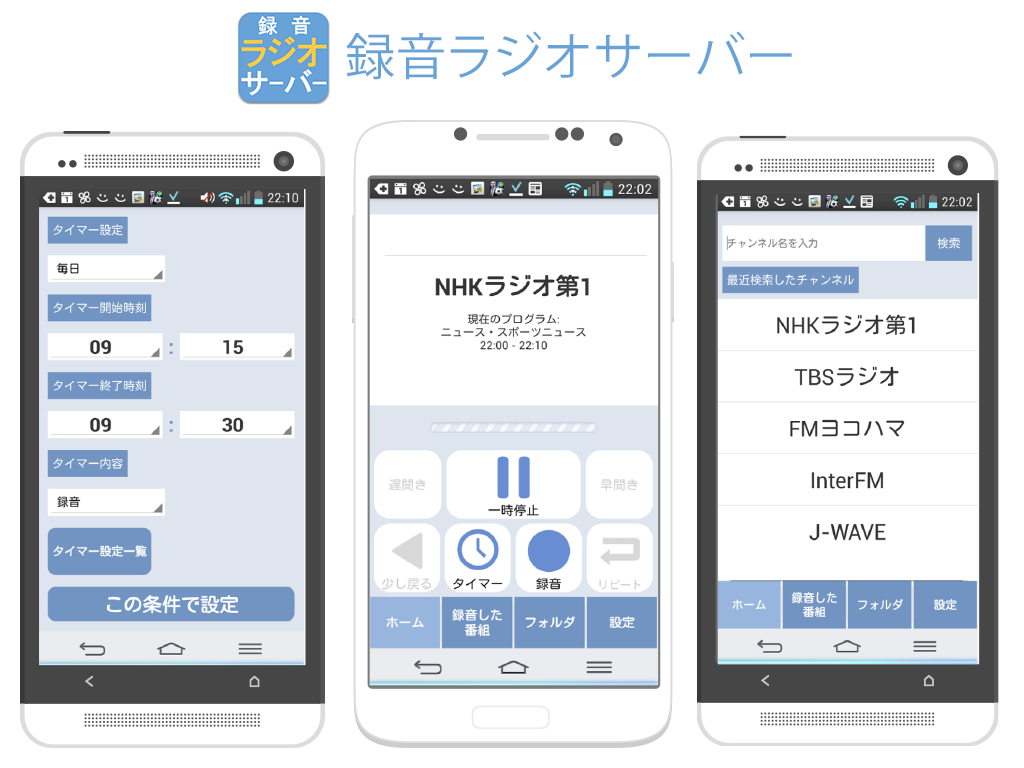 録音
ラジオ
サーバー
録音ラジオサーバー
22:10
タイマー設定
毎日
タイマー開始時刻
09 : 15
タイマー終了時刻
09 : 30
タイマー内容
録音
タイマー設定一覧
この条件で設定
22:02
NHKラジオ第1
現在のプログラム:
ニュース・スポーツニュース
22:00 - 22:10
遅聞き
一時停止
早聞き
少し戻る
タイマー
録音
リピート
ホーム
録音した
番組
フォルダ
設定
22:02
チャンネル名を入力
検索
最近検索したチャンネル
NHKラジオ第1
TBSラジオ
FMヨコハマ
InterFM
J-WAVE
ホーム
録音した
番組
フォルダ
設定